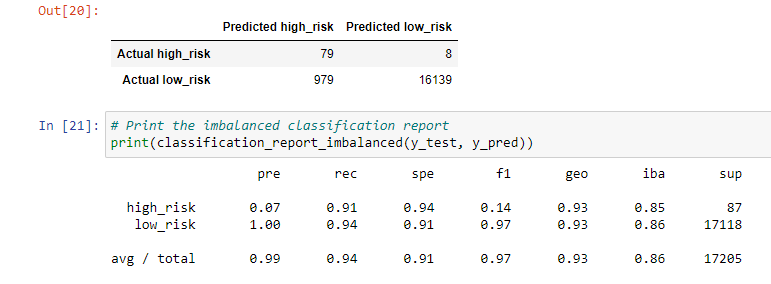 Out[20]:
Predicted high_risk Predicted low_risk
Actual high_risk 79 8
Actual low_risk 979 16139
In [21]: # Print the imbalanced classification report
print(classification_report_imbalanced(y_test, y_pred))
pre rec spe f1 geo iba sup
high_risk 0.07 0.91 0.94 0.14 0.93 0.85 87
low_risk 1.00 0.94 0.91 0.97 0.93 0.86 17118
avg / total 0.99 0.94 0.91 0.97 0.93 0.86 17205